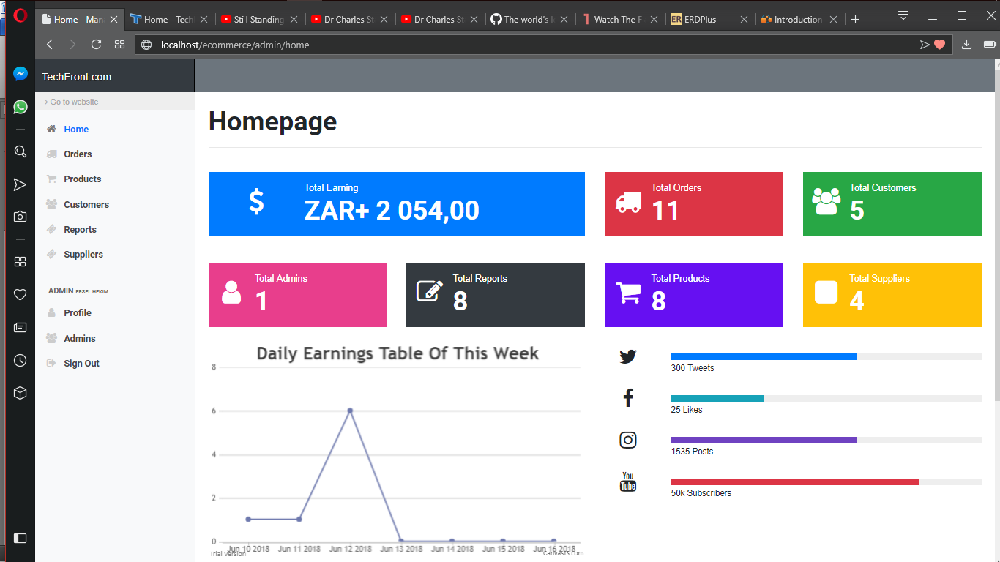 Home - Man
Home - Tech
Still Standing
Dr Charles St
Dr Charles St
The world's l
Watch The Fl
ERD ERDPlus
Introduction
localhost/ecommerce/admin/home
TechFront.com
› Go to website
Home
Orders
Products
Customers
Reports
Suppliers
ADMIN ERSEL HEKIM
Profile
Admins
Sign Out
Homepage
Total Earning
ZAR+ 2 054,00
Total Orders
11
Total Customers
5
Total Admins
1
Total Reports
8
Total Products
8
Total Suppliers
4
Daily Earnings Table Of This Week
8
6
4
2
0
Jun 10 2018 Jun 11 2018 Jun 12 2018 Jun 13 2018 Jun 14 2018 Jun 15 2018 Jun 16 2018
Trial Version
CanvasJS.com
300 Tweets
25 Likes
1535 Posts
You
Tube
50k Subscribers